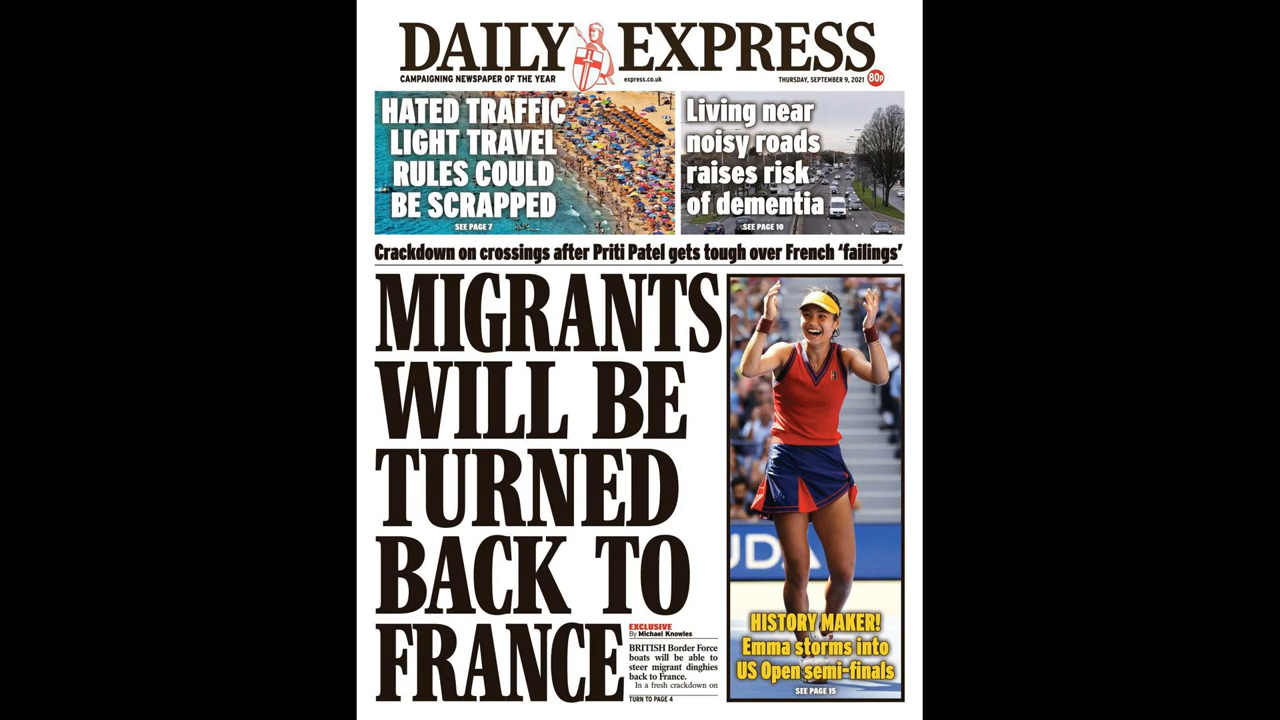 DAILY EXPRESS
CAMPAIGNING NEWSPAPER OF THE YEAR
express.co.uk
THURSDAY, SEPTEMBER 9, 2021
80p
HATED TRAFFIC
LIGHT TRAVEL
RULES COULD
BE SCRAPPED
SEE PAGE 7
Living near
noisy roads
raises risk
of dementia
SEE PAGE 10
Crackdown on crossings after Priti Patel gets tough over French ‘failings’
MIGRANTS
WILL BE
TURNED
BACK TO
FRANCE
EXCLUSIVE
By Michael Knowles
BRITISH Border Force
boats will be able to
steer migrant dinghies
back to France.
In a fresh crackdown on
TURN TO PAGE 4
UDA
HISTORY MAKER!
Emma storms into
US Open semi-finals
SEE PAGE 15